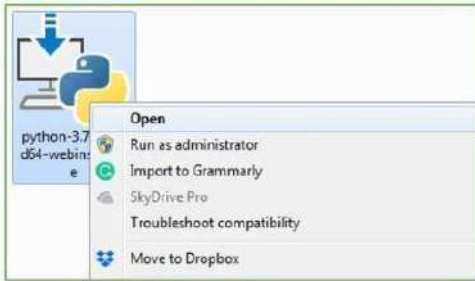 python-3.7
d64-webins
e
Open
Run as administrator
Import to Grammarly
SkyDrive Pro
Troubleshoot compatibility
Move to Dropbox